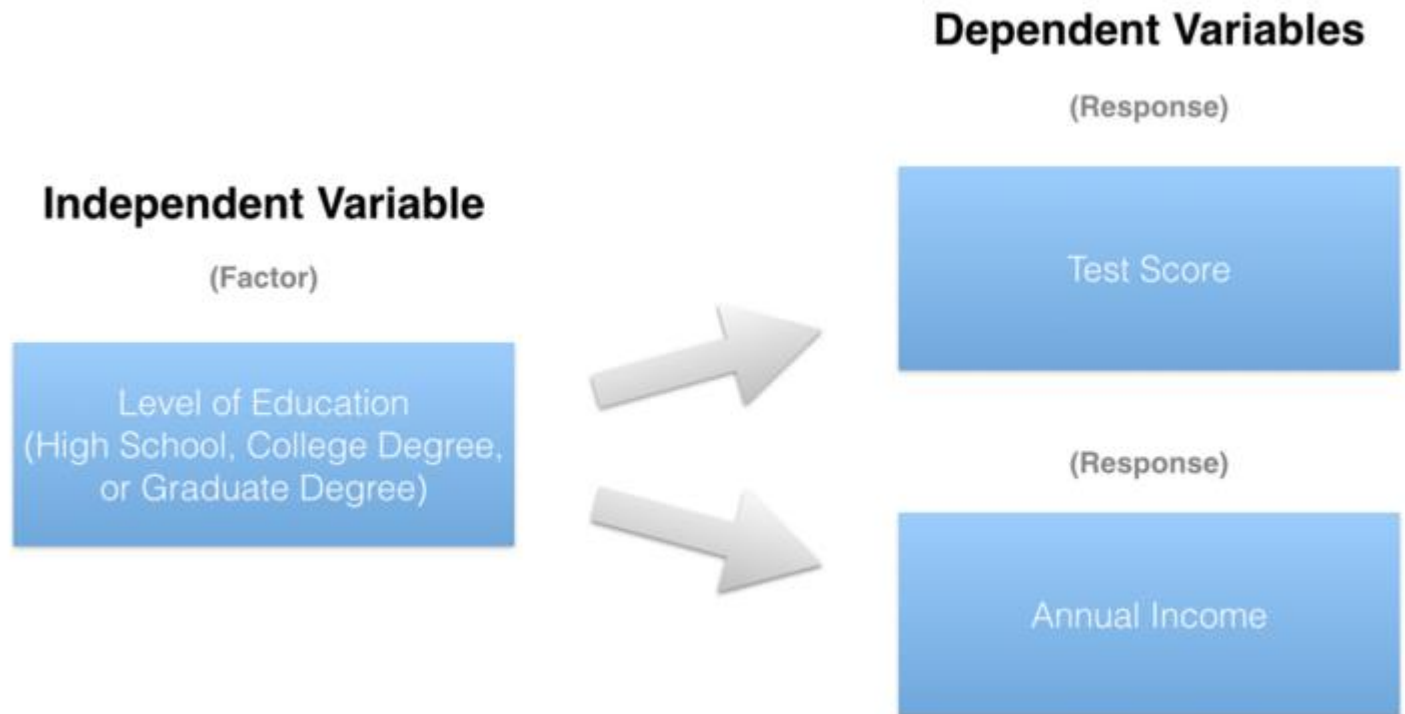 Independent Variable
(Factor)
Level of Education
(High School, College Degree,
or Graduate Degree)
Dependent Variables
(Response)
Test Score
(Response)
Annual Income